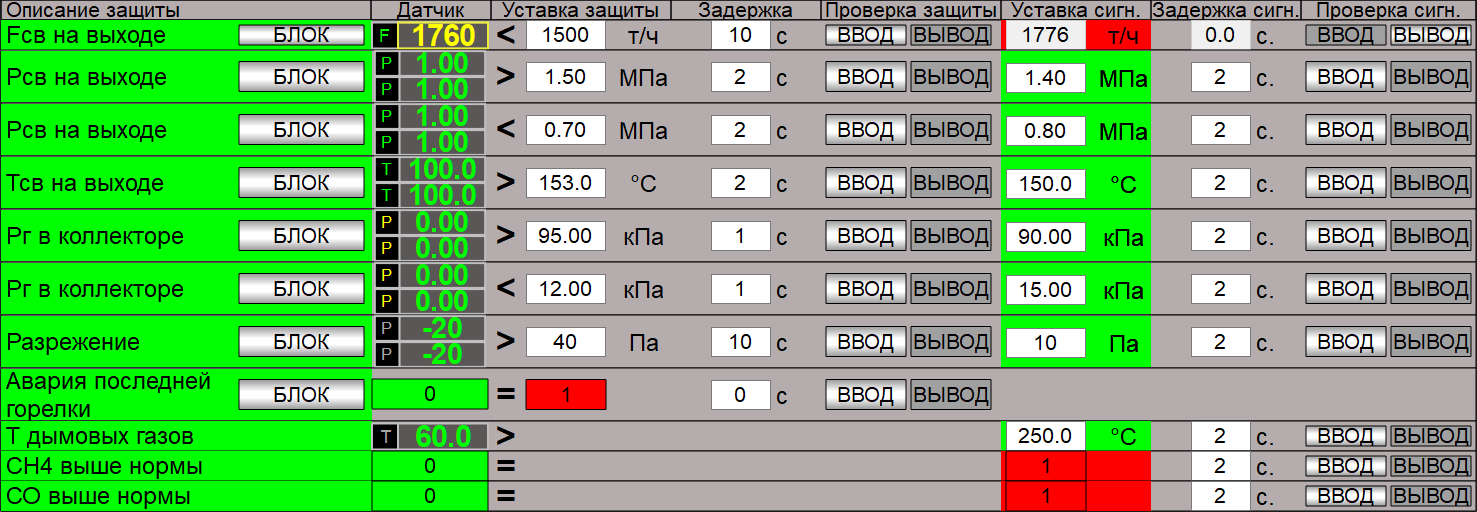 Описание защиты Датчик Уставка защиты Задержка Проверка защиты Уставка сигн. Задержка сигн. Проверка сигн.
Fсв на выходе БЛОК F 1760 < 1500 т/ч 10 с ВВОД ВЫВОД 1776 т/ч 0.0 с. ВВОД ВЫВОД
P 1.00
Рсв на выходе БЛОК > 1.50 МПа 2 с ВВОД ВЫВОД 1.40 МПа 2 с. ВВОД ВЫВОД
P 1.00
P 1.00
Рсв на выходе БЛОК < 0.70 МПа 2 с ВВОД ВЫВОД 0.80 МПа 2 с. ВВОД ВЫВОД
P 1.00
T 100.0
Тсв на выходе БЛОК > 153.0 °C 2 с ВВОД ВЫВОД 150.0 °C 2 с. ВВОД ВЫВОД
T 100.0
P 0.00
Рг в коллекторе БЛОК > 95.00 кПа 1 с ВВОД ВЫВОД 90.00 кПа 2 с. ВВОД ВЫВОД
P 0.00
P 0.00
Рг в коллекторе БЛОК < 12.00 кПа 1 с ВВОД ВЫВОД 15.00 кПа 2 с. ВВОД ВЫВОД
P 0.00
P -20
Разрежение БЛОК > 40 Па 10 с ВВОД ВЫВОД 10 Па 2 с. ВВОД ВЫВОД
P -20
Авария последней
горелки БЛОК 0 = 1 0 с ВВОД ВЫВОД
Т дымовых газов T 60.0 > 250.0 °C 2 с. ВВОД ВЫВОД
СН4 выше нормы 0 = 1 2 с. ВВОД ВЫВОД
СО выше нормы 0 = 1 2 с. ВВОД ВЫВОД